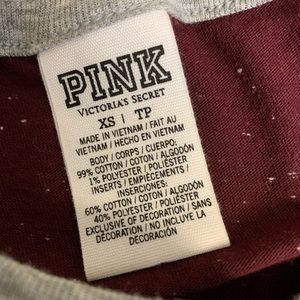 PINK
VICTORIA'S SECRET
XS | TP
MADE IN VIETNAM / FAIT AU
VIETNAM / HECHO EN VIETNAM
BODY / CORPS / CUERPO:
99% COTTON / COTON / ALGODÓN
1% POLYESTER / POLIÉSTER
INSERTS / EMPIÈCEMENTS /
INSERCIONES:
60% COTTON / COTON / ALGODÓN
40% POLYESTER / POLIÉSTER
EXCLUSIVE OF DECORATION / SANS
DÉCORATION / NO INCLUYE LA
DECORACIÓN